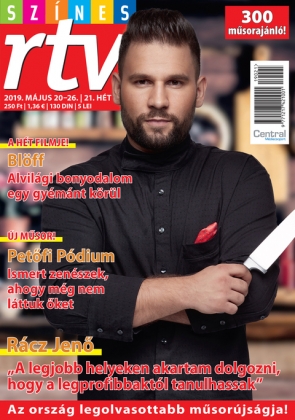 SZÍNES
rtv
300
műsorajánló!
2019. MÁJUS 20–26. | 21. HÉT
250 Ft | 1,36 € | 130 DIN | 5 LEI
Central
A HÉT FILMJE!
Blöff
Alvilági bonyodalom
egy gyémánt körül
ÚJ MŰSOR!
Petőfi Pódium
Ismert zenészek,
ahogy még nem
láttuk őket
Rácz Jenő
„A legjobb helyeken akartam dolgozni,
hogy a legprofibbaktól tanulhassak”
Az ország legolvasottabb műsorújságja!